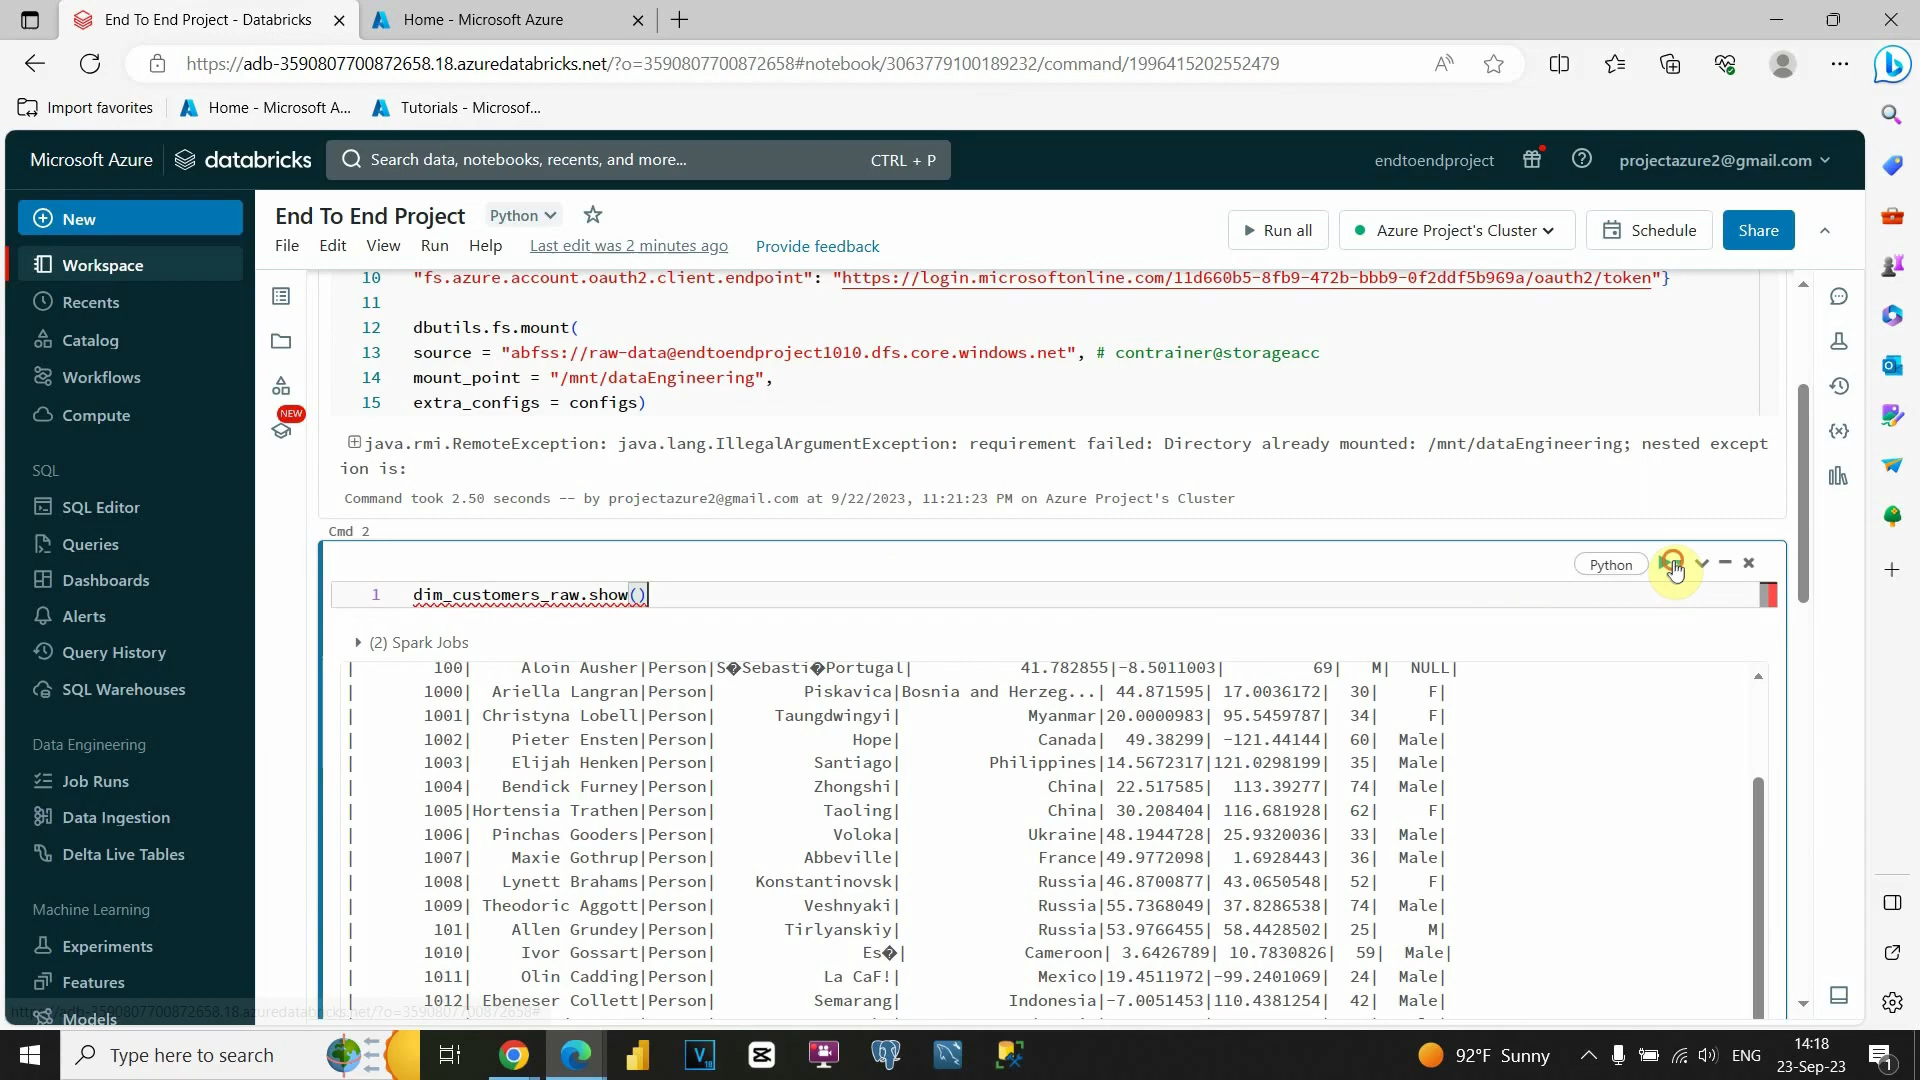 End To End Project - Databricks
Home - Microsoft Azure
https://adb-3590807700872658.18.azuredatabricks.net/?o=3590807700872658#notebook/3063779100189232/command/1996415202552479
Import favorites
Home - Microsoft A...
Tutorials - Microsof...
Microsoft Azure
databricks
Search data, notebooks, recents, and more...
CTRL + P
endtoendproject
projectazure2@gmail.com
New
Workspace
Recents
Catalog
Workflows
Compute
SQL
SQL Editor
Queries
Dashboards
Alerts
Query History
SQL Warehouses
Data Engineering
Job Runs
Data Ingestion
Delta Live Tables
Machine Learning
Experiments
Features
Models
End To End Project
Python
File Edit View Run Help Last edit was 2 minutes ago Provide feedback
Run all
Azure Project's Cluster
Schedule
Share
NEW
10 "fs.azure.account.oauth2.client.endpoint": "https://login.microsoftonline.com/11d660b5-8fb9-472b-bbb9-0f2ddf5b969a/oauth2/token"}
11
12 dbutils.fs.mount(
13 source = "abfss://raw-data@endtoendproject1010.dfs.core.windows.net", # contrainer@storageacc
14 mount_point = "/mnt/dataEngineering",
15 extra_configs = configs)
java.rmi.RemoteException: java.lang.IllegalArgumentException: requirement failed: Directory already mounted: /mnt/dataEngineering; nested except
ion is:
Command took 2.50 seconds -- by projectazure2@gmail.com at 9/22/2023, 11:21:23 PM on Azure Project's Cluster
Cmd 2
Python
1 dim_customers_raw.show()
(2) Spark Jobs
| 100| Aloin Ausher|Person|S�Sebasti�Portugal| 41.782855|-8.5011003| 69| M| NULL|
| 1000| Ariella Langran|Person| Piskavica|Bosnia and Herzeg...| 44.871595| 17.0036172| 30| F|
| 1001| Christyna Lobell|Person| Taungdwingyi| Myanmar|20.0000983| 95.5459787| 34| F|
| 1002| Pieter Ensten|Person| Hope| Canada| 49.38299| -121.44144| 60| Male|
| 1003| Elijah Henken|Person| Santiago| Philippines|14.5672317|121.0298199| 35| Male|
| 1004| Bendick Furney|Person| Zhongshi| China| 22.517585| 113.39277| 74| Male|
| 1005|Hortensia Trathen|Person| Taoling| China| 30.208404| 116.681928| 62| F|
| 1006| Pinchas Gooders|Person| Voloka| Ukraine|48.1944728| 25.9320036| 33| Male|
| 1007| Maxie Gothrup|Person| Abbeville| France|49.9772098| 1.6928443| 36| Male|
| 1008| Lynett Brahams|Person| Konstantinovsk| Russia|46.8700877| 43.0650548| 52| F|
| 1009| Theodoric Aggott|Person| Veshnyaki| Russia|55.7368049| 37.8286538| 74| Male|
| 101| Allen Grundey|Person| Tirlyanskiy| Russia|53.9766455| 58.4428502| 25| M|
| 1010| Ivor Gossart|Person| Es�| Cameroon| 3.6426789| 10.7830826| 59| Male|
| 1011| Olin Cadding|Person| La CaF!| Mexico|19.4511972|-99.2401069| 24| Male|
| 1012| Ebeneser Collett|Person| Semarang| Indonesia|-7.0051453|110.4381254| 42| Male|
Type here to search
92°F Sunny
ENG
14:18
23-Sep-23
1